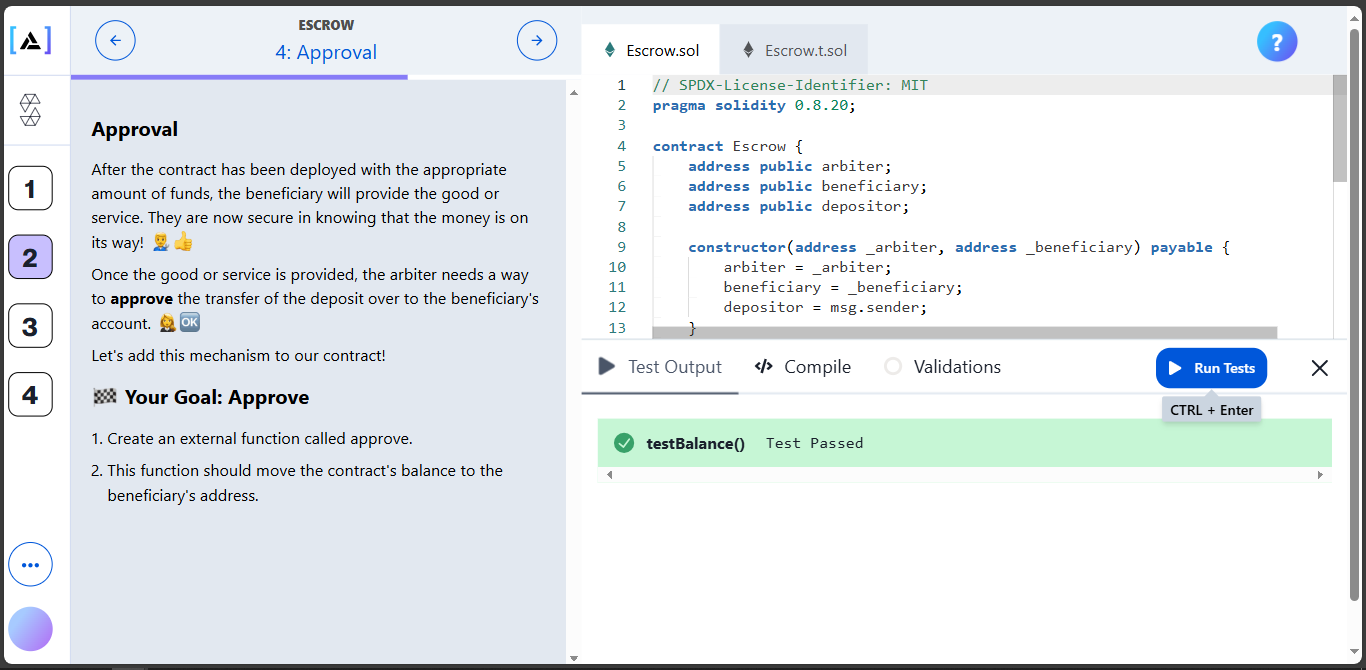 ESCROW
4: Approval
1
2
3
4
Approval
After the contract has been deployed with the appropriate
amount of funds, the beneficiary will provide the good or
service. They are now secure in knowing that the money is on
its way! 👨‍⚖️👍
Once the good or service is provided, the arbiter needs a way
to approve the transfer of the deposit over to the beneficiary's
account. 👩‍⚖️🆗
Let's add this mechanism to our contract!
🏁 Your Goal: Approve
1. Create an external function called approve.
2. This function should move the contract's balance to the
beneficiary's address.
Escrow.sol
Escrow.t.sol
?
1 // SPDX-License-Identifier: MIT
2 pragma solidity 0.8.20;
3
4 contract Escrow {
5 address public arbiter;
6 address public beneficiary;
7 address public depositor;
8
9 constructor(address _arbiter, address _beneficiary) payable {
10 arbiter = _arbiter;
11 beneficiary = _beneficiary;
12 depositor = msg.sender;
13 }
Test Output
Compile
Validations
Run Tests
CTRL + Enter
testBalance() Test Passed